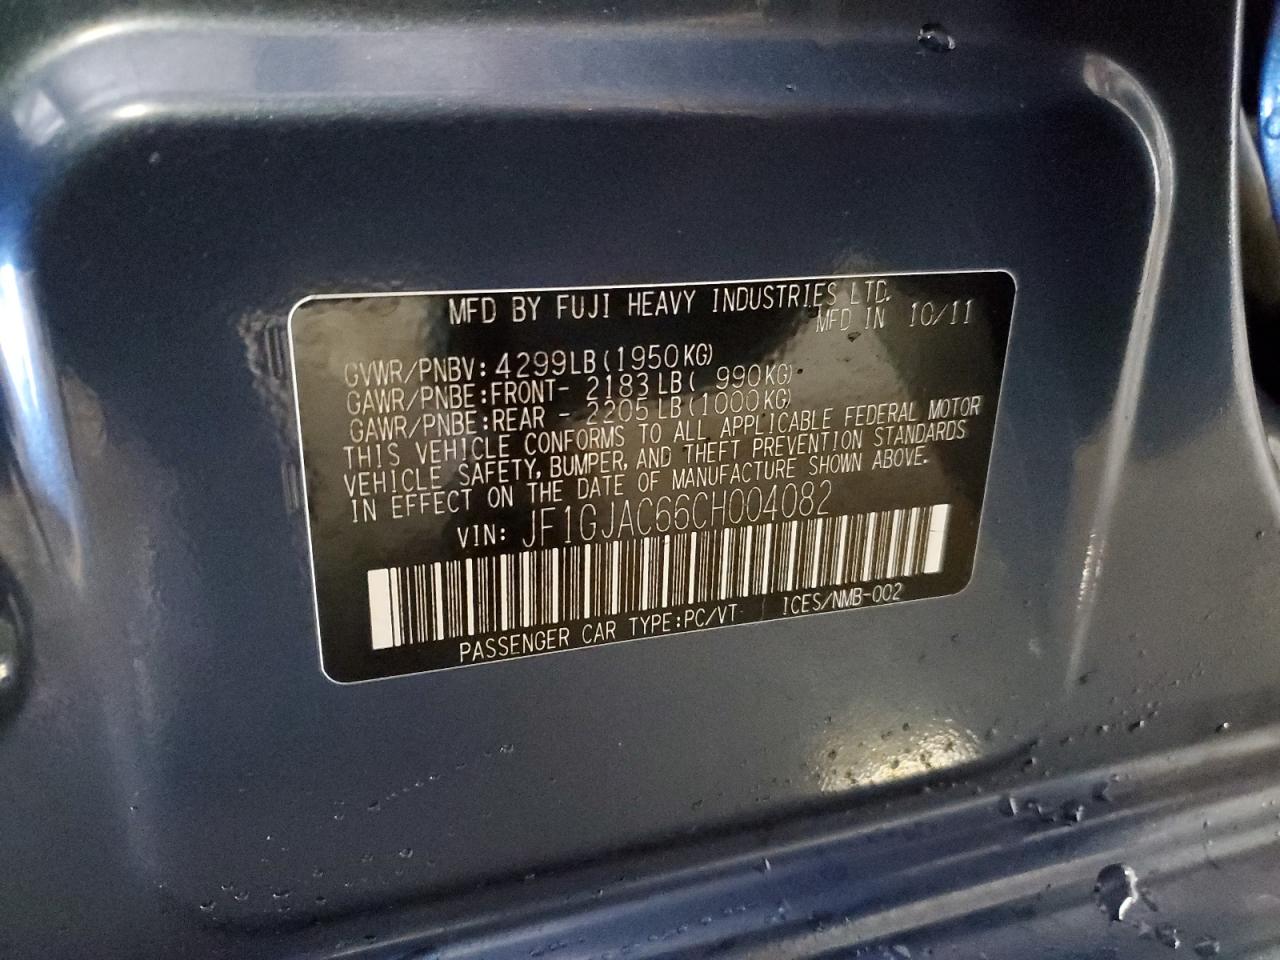 MFD BY FUJI HEAVY INDUSTRIES LTD.
MFD IN 10/11
GVWR/PNBV: 4299LB (1950KG)
GAWR/PNBE:FRONT- 2183LB( 990KG)
GAWR/PNBE:REAR - 2205LB(1000KG)
THIS VEHICLE CONFORMS TO ALL APPLICABLE FEDERAL MOTOR
VEHICLE SAFETY, BUMPER, AND THEFT PREVENTION STANDARDS
IN EFFECT ON THE DATE OF MANUFACTURE SHOWN ABOVE.
VIN: JF1GJAC66CH004082
PASSENGER CAR TYPE:PC/VT ICES/NMB-002